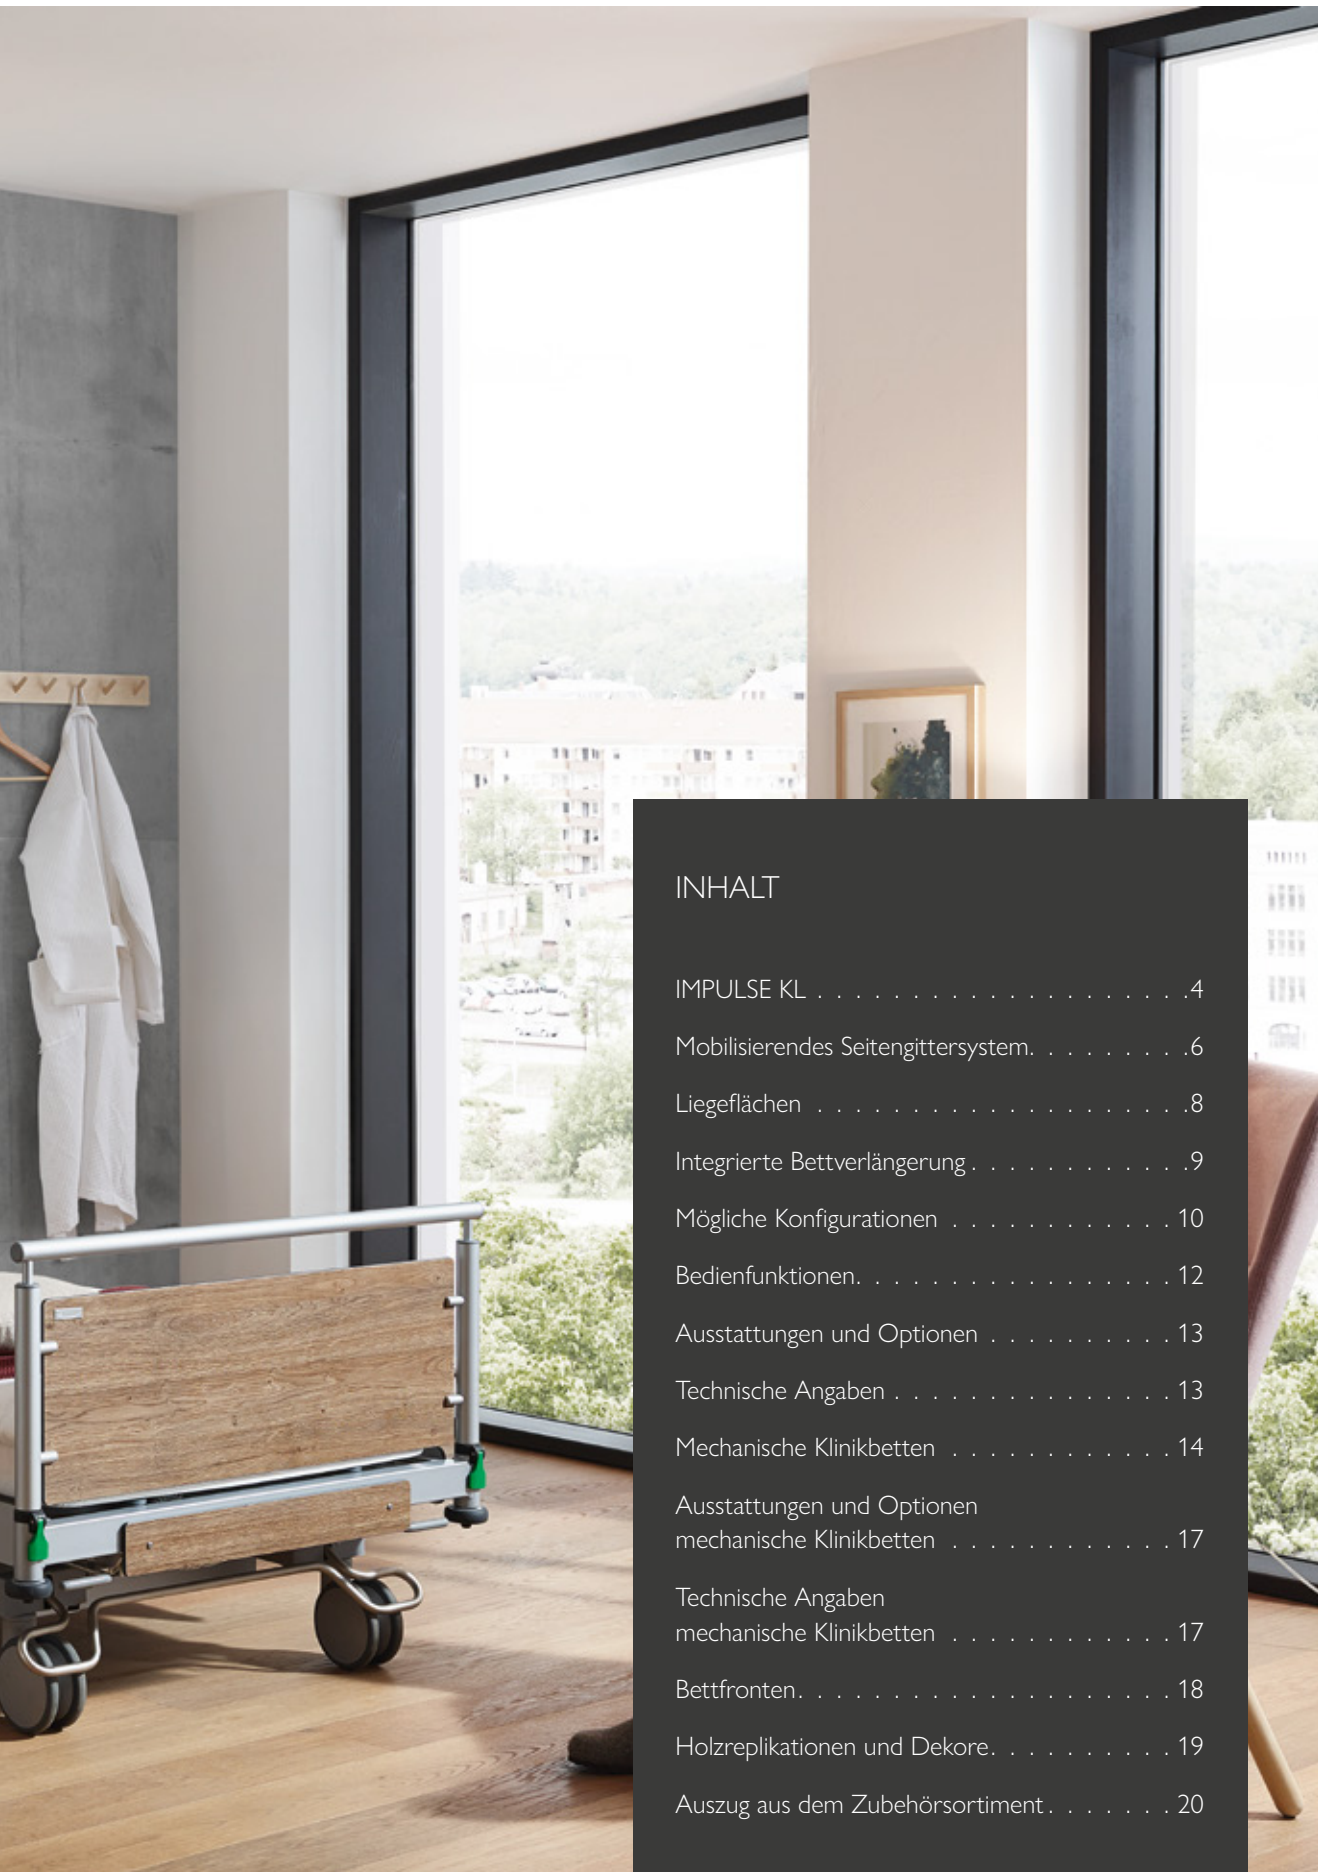 INHALT
IMPULSE KL . . . . . . . . . . . . . . . . . . . .4
Mobilisierendes Seitengittersystem. . . . . . . . .6
Liegeflächen . . . . . . . . . . . . . . . . . . . .8
Integrierte Bettverlängerung . . . . . . . . . . . .9
Mögliche Konfigurationen . . . . . . . . . . . . 10
Bedienfunktionen. . . . . . . . . . . . . . . . . 12
Ausstattungen und Optionen . . . . . . . . . . 13
Technische Angaben . . . . . . . . . . . . . . . 13
Mechanische Klinikbetten . . . . . . . . . . . . 14
Ausstattungen und Optionen
mechanische Klinikbetten . . . . . . . . . . . . 17
Technische Angaben
mechanische Klinikbetten . . . . . . . . . . . . 17
Bettfronten. . . . . . . . . . . . . . . . . . . . 18
Holzreplikationen und Dekore. . . . . . . . . . 19
Auszug aus dem Zubehörsortiment . . . . . . . 20